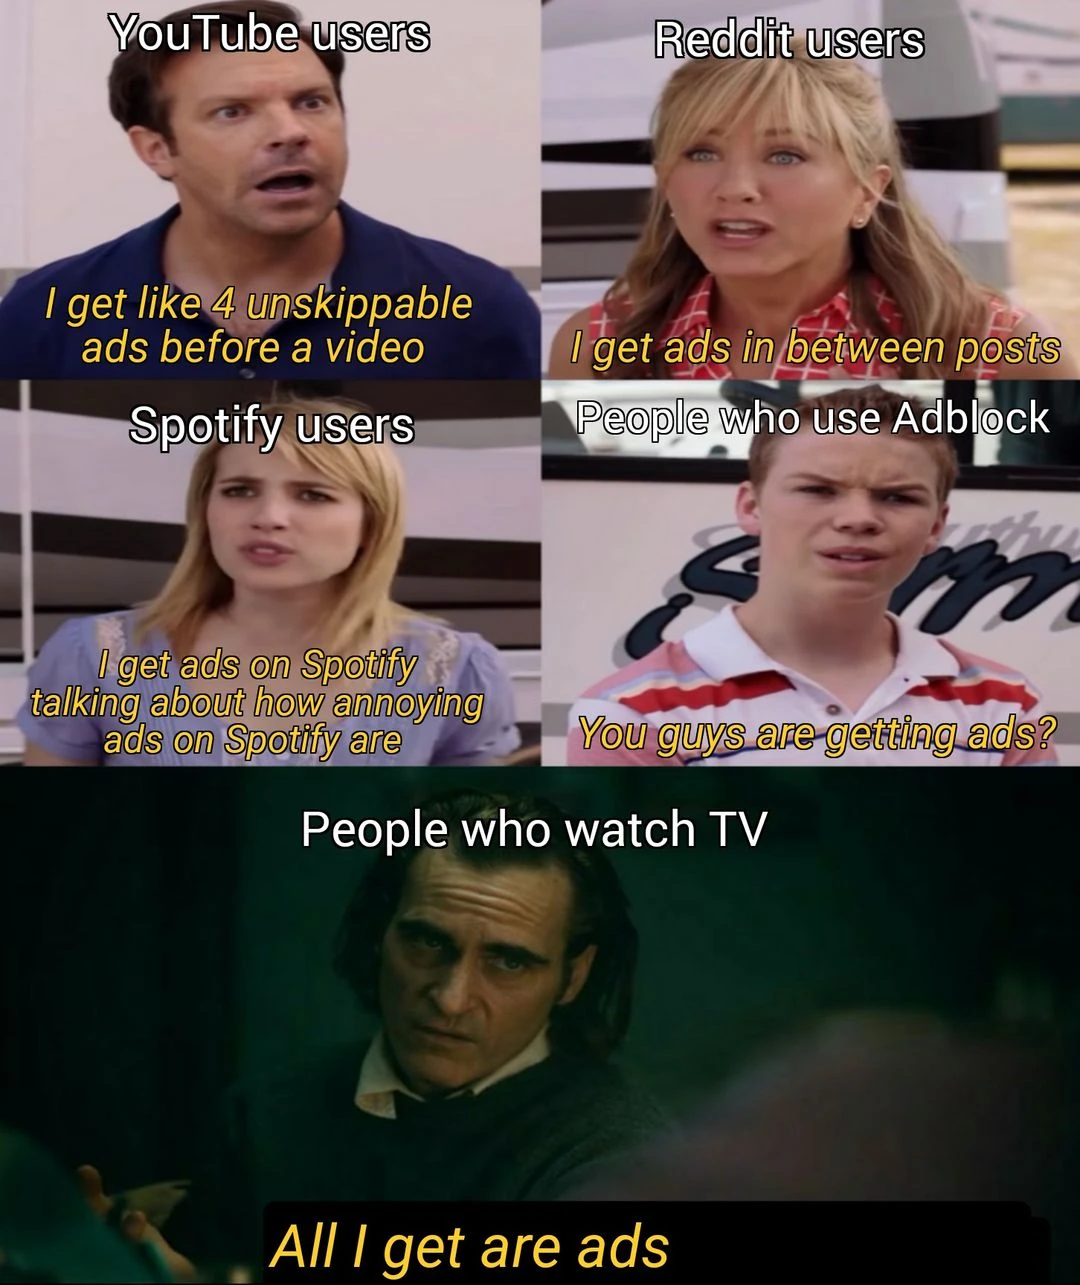 YouTube users
I get like 4 unskippable
ads before a video
Reddit users
I get ads in between posts
Spotify users
I get ads on Spotify
talking about how annoying
ads on Spotify are
People who use Adblock
You guys are getting ads?
People who watch TV
All I get are ads